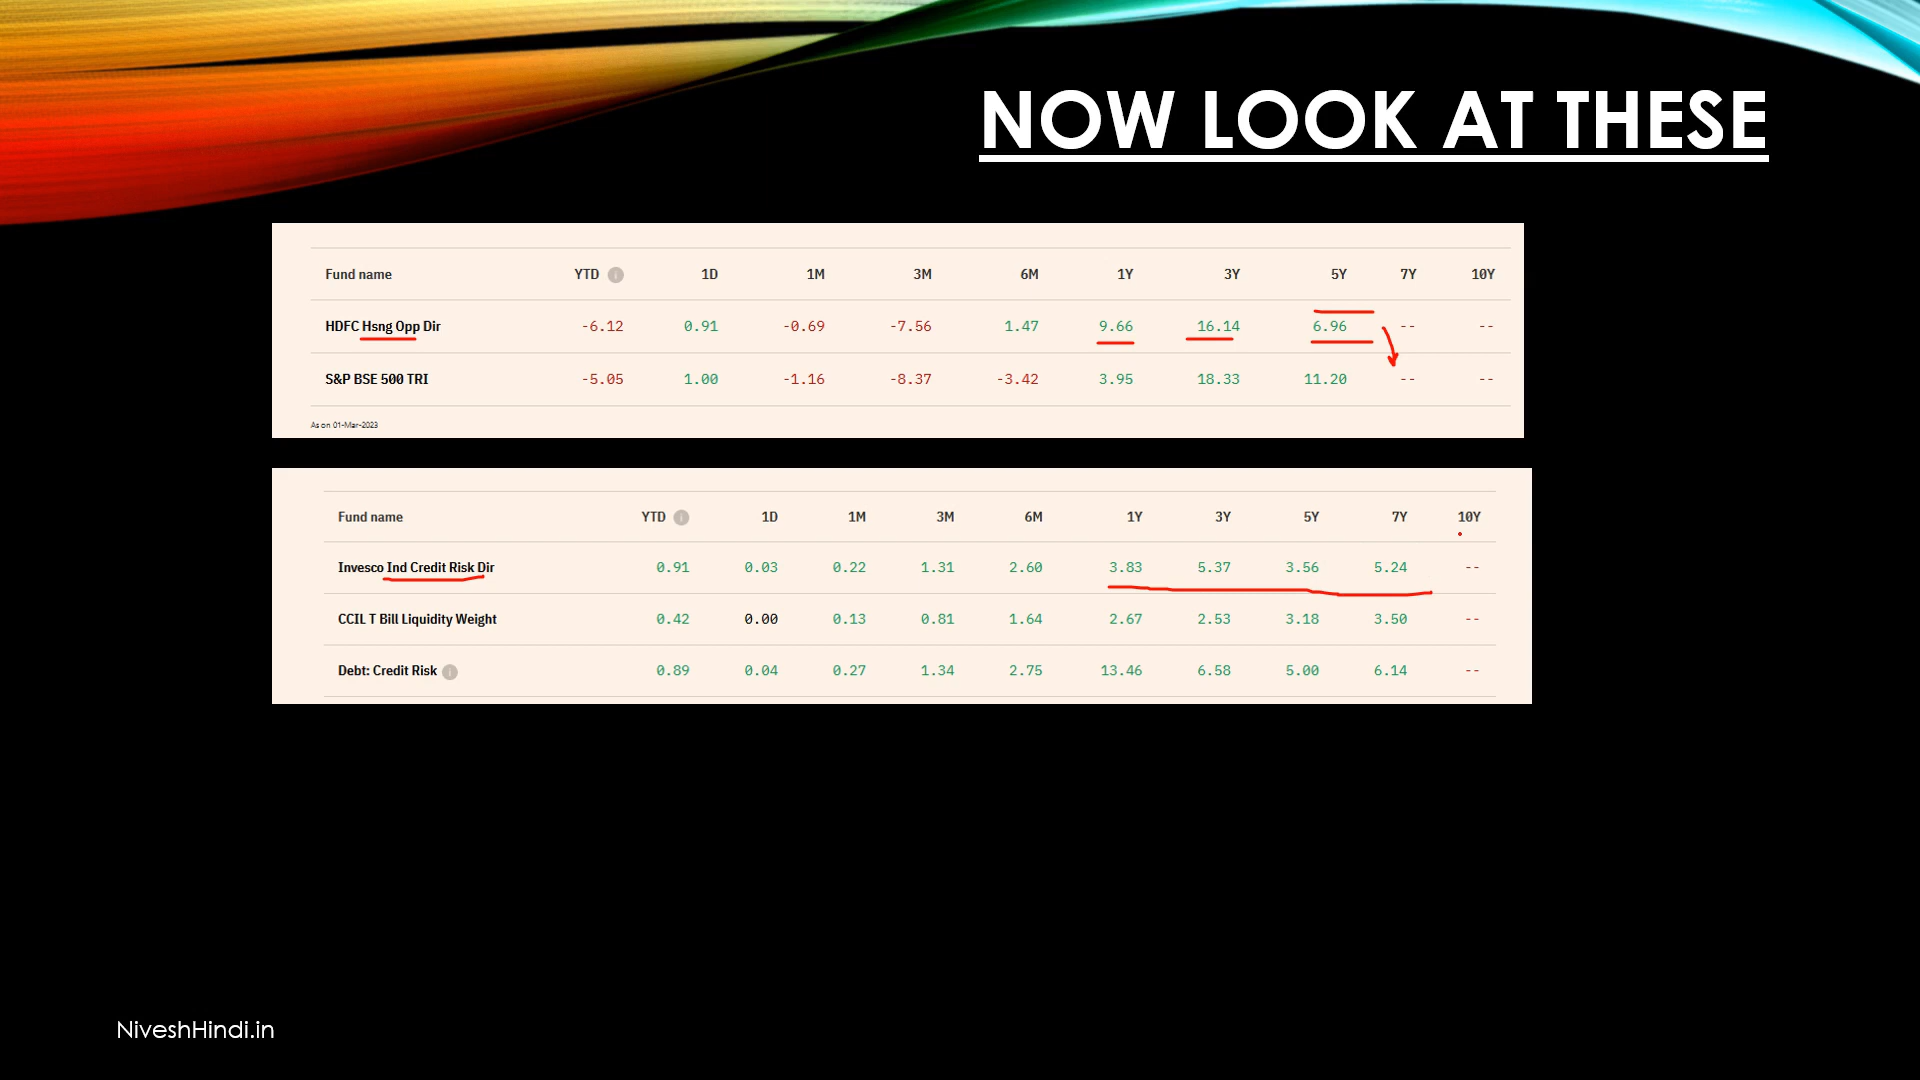 NOW LOOK AT THESE
Fund name YTD 1D 1M 3M 6M 1Y 3Y 5Y 7Y 10Y
HDFC Hsng Opp Dir -6.12 0.91 -0.69 -7.56 1.47 9.66 16.14 6.96 -- --
S&P BSE 500 TRI -5.05 1.00 -1.16 -8.37 -3.42 3.95 18.33 11.20 -- --
As on 01-Mar-2023
Fund name YTD 1D 1M 3M 6M 1Y 3Y 5Y 7Y 10Y
Invesco Ind Credit Risk Dir 0.91 0.03 0.22 1.31 2.60 3.83 5.37 3.56 5.24 --
CCIL T Bill Liquidity Weight 0.42 0.00 0.13 0.81 1.64 2.67 2.53 3.18 3.50 --
Debt: Credit Risk 0.89 0.04 0.27 1.34 2.75 13.46 6.58 5.00 6.14 --
NiveshHindi.in